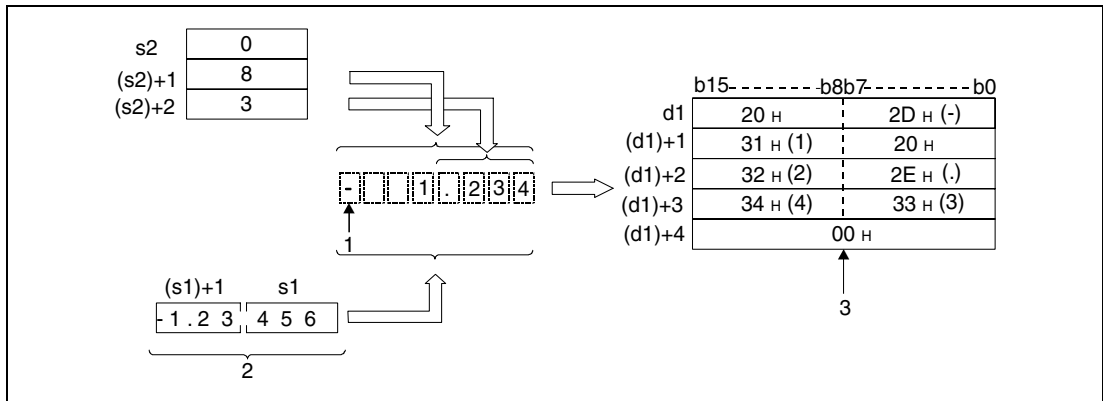 s2 0
(s2)+1 8
(s2)+2 3
b15 b8b7 b0
d1 20 H 2D H (-)
(d1)+1 31 H (1) 20 H
(d1)+2 32 H (2) 2E H (.)
(d1)+3 34 H (4) 33 H (3)
(d1)+4 00 H
- 1 . 2 3 4
1
(s1)+1 s1
-1.2 3 4 5 6
2
3